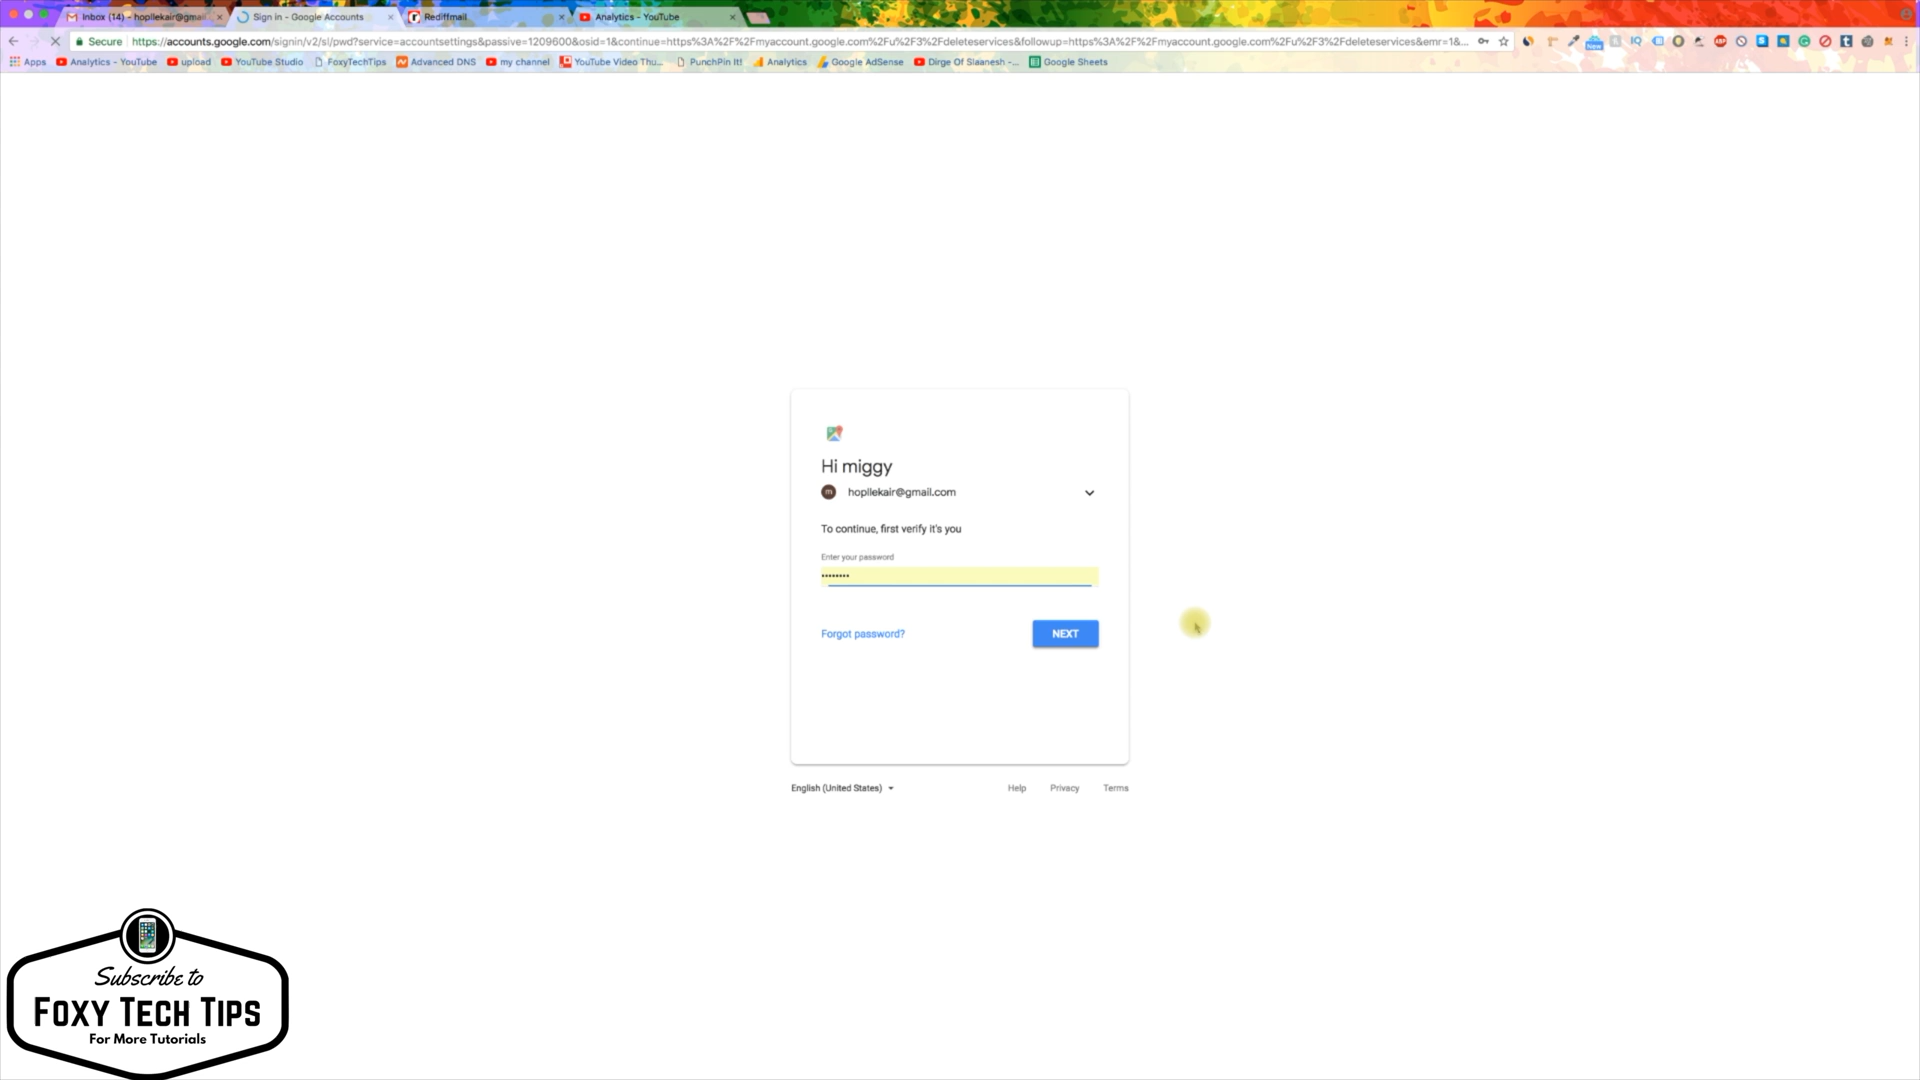 Inbox (14) - hopllekair@gmail
Sign in - Google Accounts
Rediffmail
Analytics - YouTube
Secure
https://accounts.google.com/signin/v2/sl/pwd?service=accountsettings&passive=1209600&osid=1&continue=https%3A%2F%2Fmyaccount.google.com%2Fu%2F3%2Fdeleteservices&followup=https%3A%2F%2Fmyaccount.google.com%2Fu%2F3%2Fdeleteservices&emr=1&...
New
ABP
Apps
Analytics - YouTube
upload
YouTube Studio
FoxyTechTips
Advanced DNS
my channel
YouTube Video Thu...
PunchPin It!
Analytics
Google AdSense
Dirge Of Slaanesh -...
Google Sheets
Hi miggy
m
hopllekair@gmail.com
To continue, first verify it's you
Enter your password
••••••••
Forgot password?
NEXT
English (United States)
Help
Privacy
Terms
Subscribe to
FOXY TECH TIPS
For More Tutorials